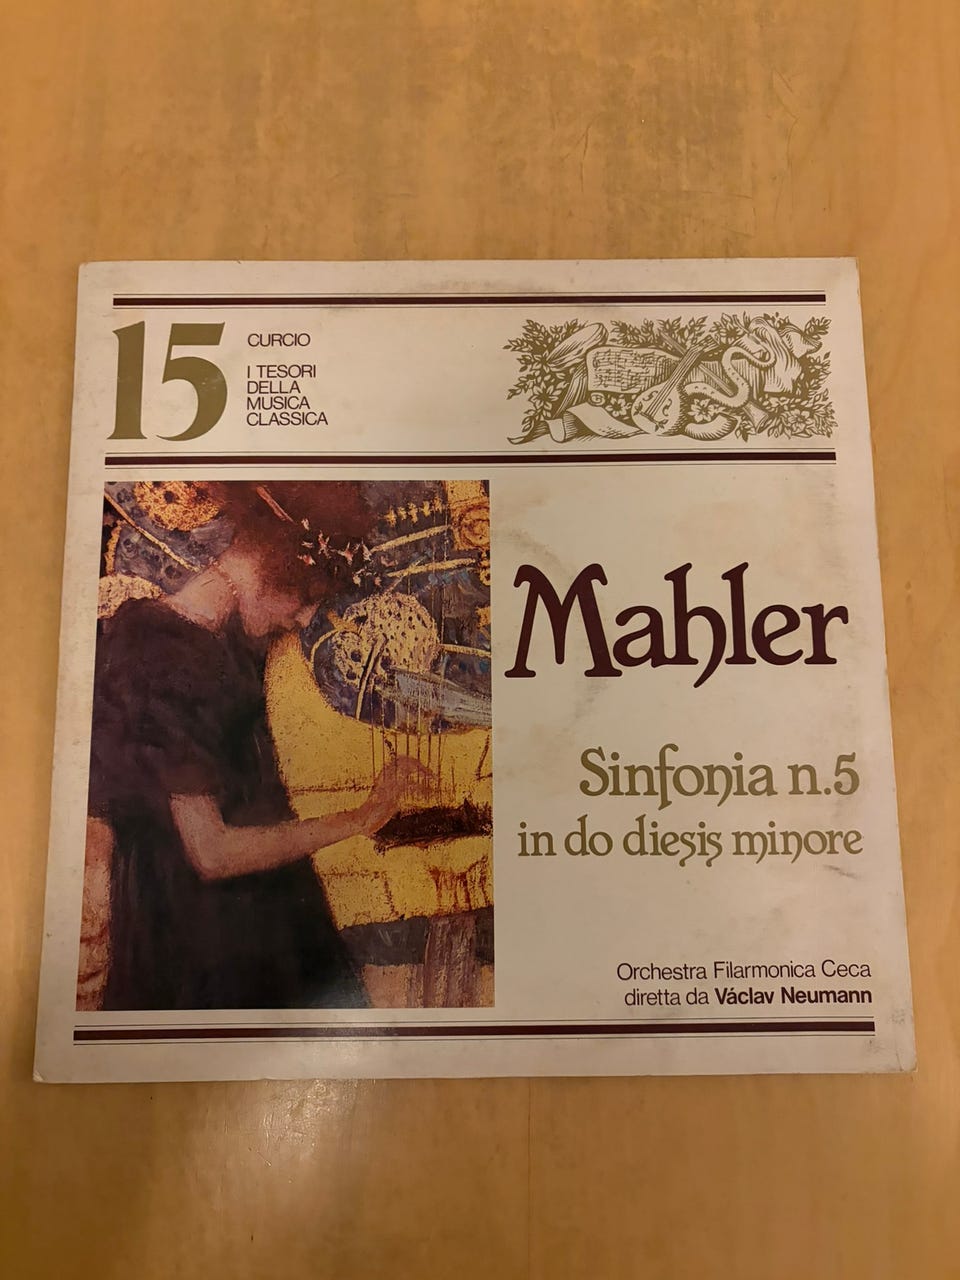 15
CURCIO
I TESORI
DELLA
MUSICA
CLASSICA
Mahler
Sinfonia n.5
in do diesis minore
Orchestra Filarmonica Ceca
diretta da Václav Neumann